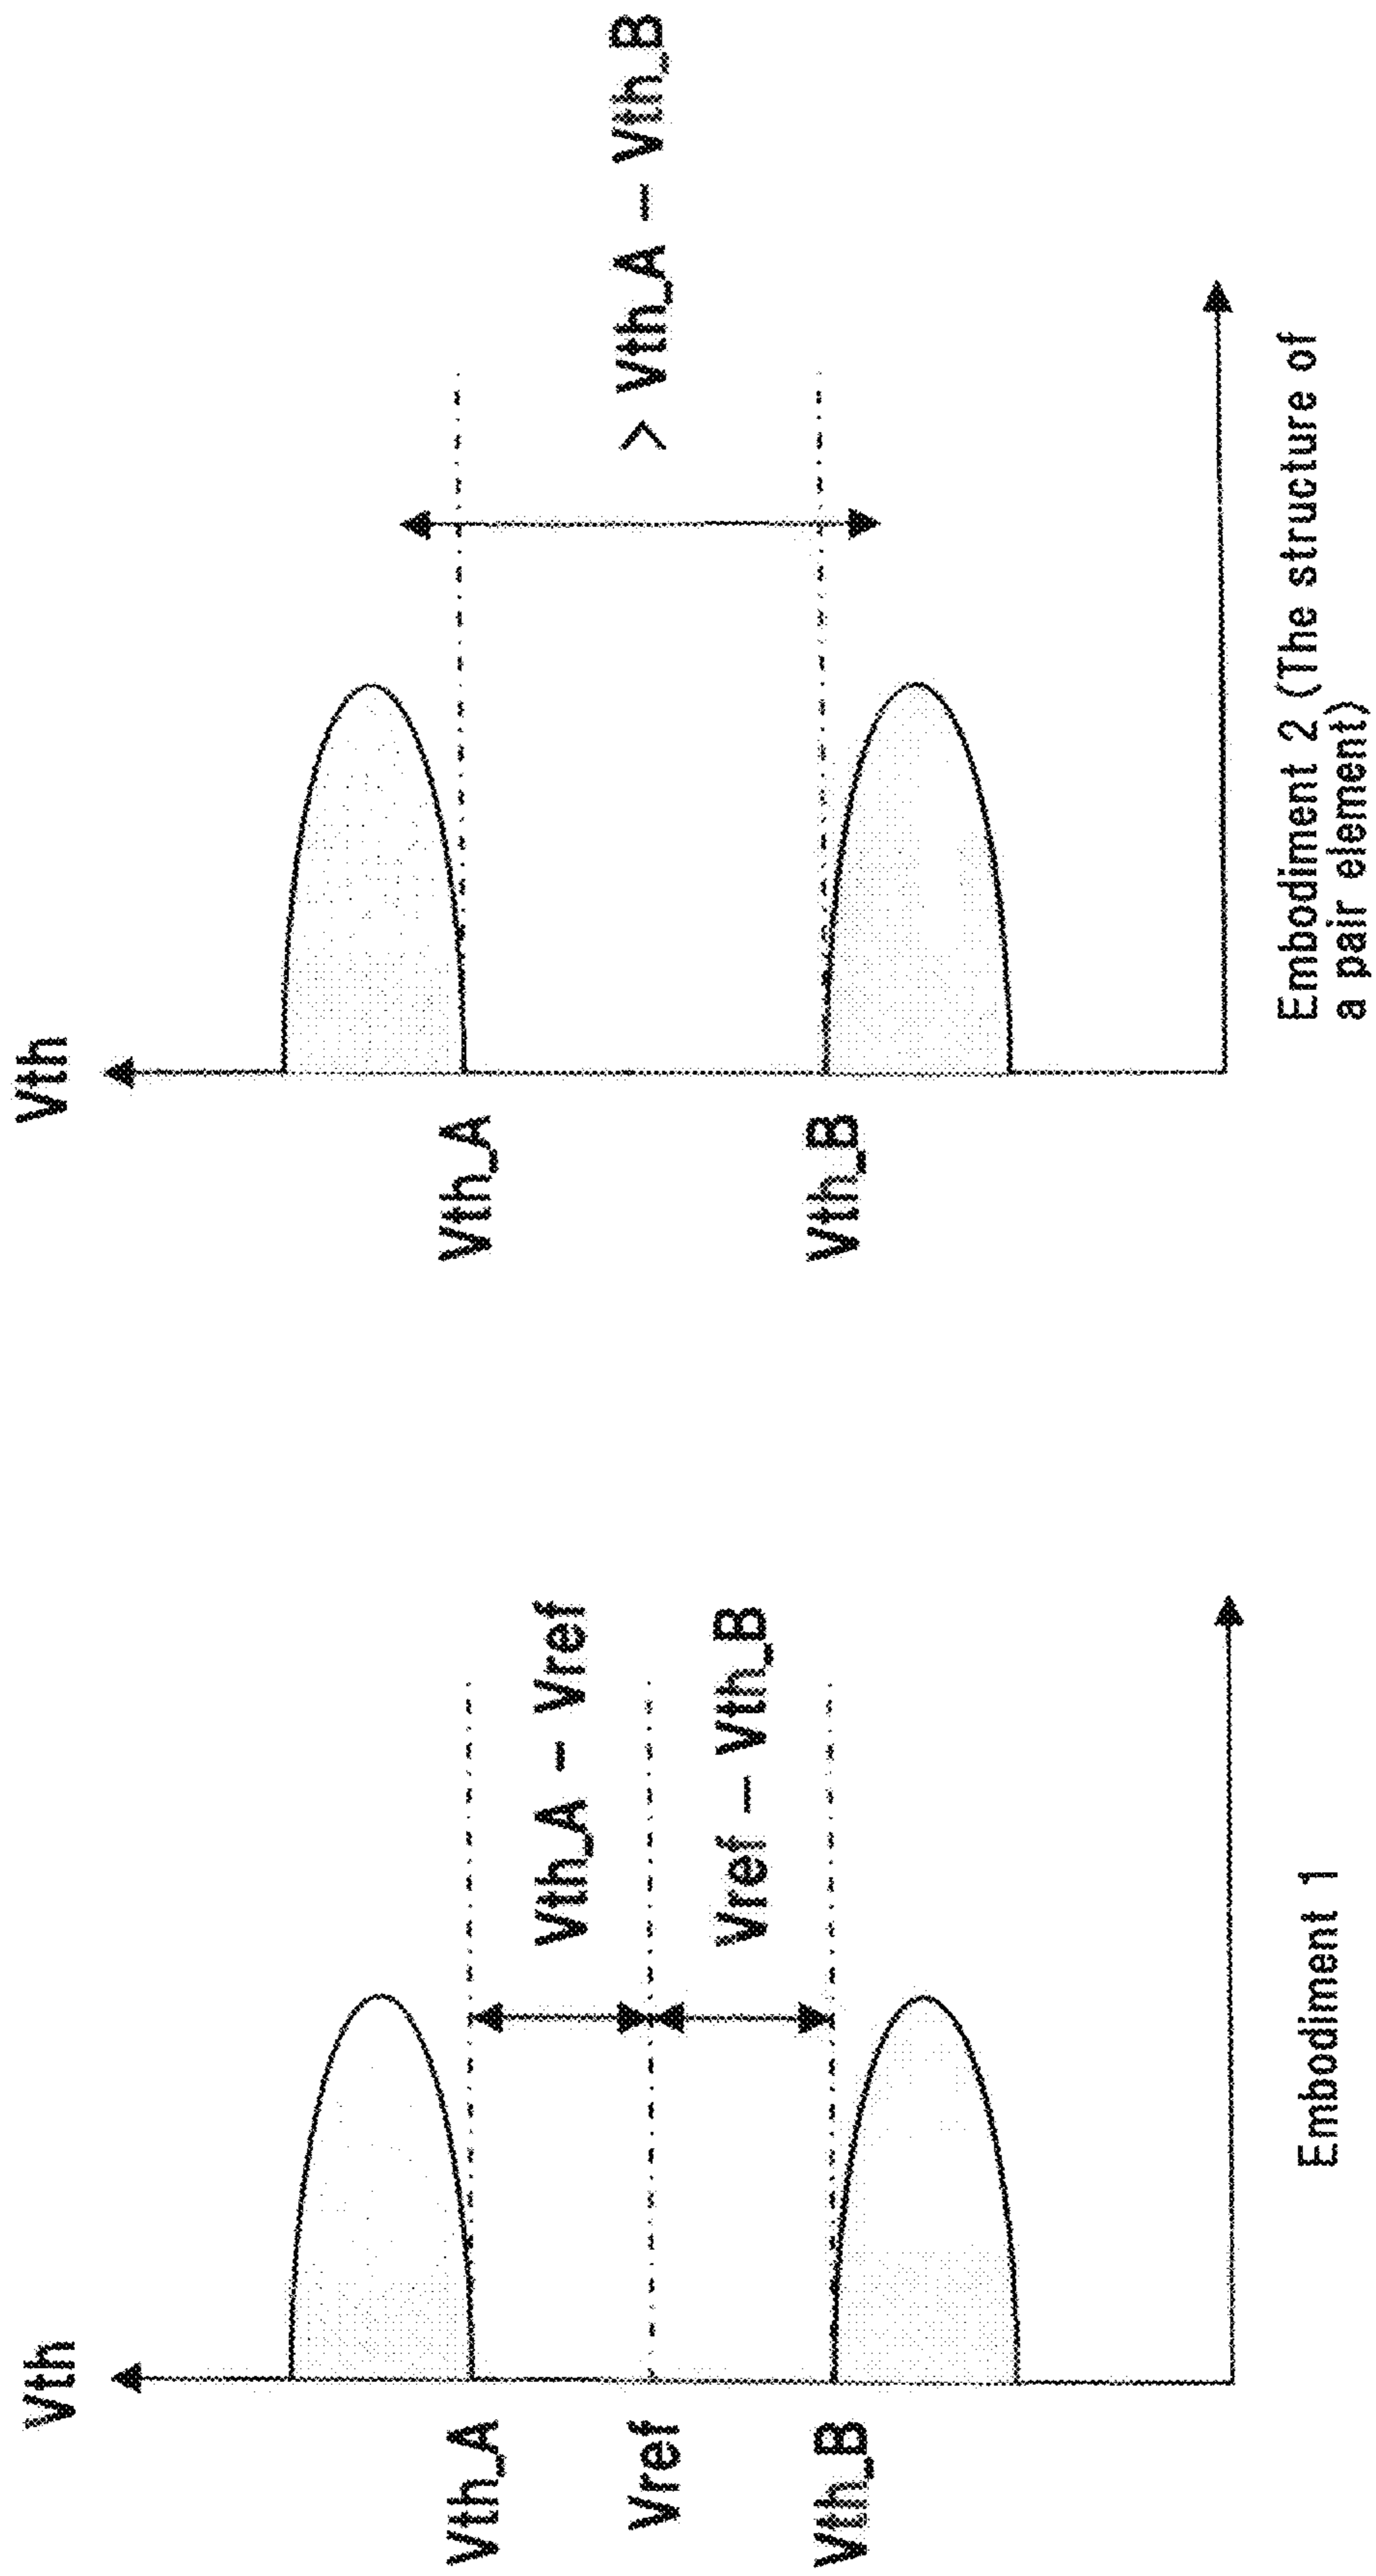 Vth
Vth_A
Vref
Vth_B
Vth_A – Vref
Vref – Vth_B
Embodiment 1
Vth
Vth_A
Vth_B
> Vth_A – Vth_B
Embodiment 2 (The structure of
a pair element)